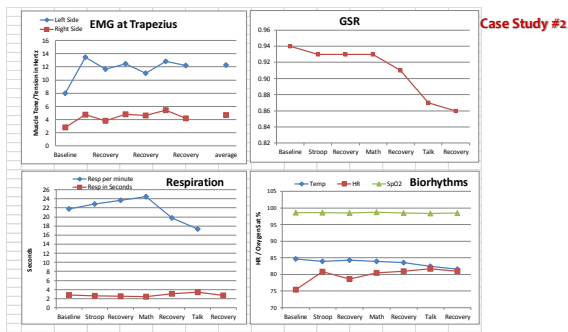 Case Study #2
EMG at Trapezius
Left Side
Right Side
Muscle Tone/Tension in Hertz
16
14
12
10
8
6
4
2
0
Baseline Recovery Recovery Recovery average
GSR
0.96
0.94
0.92
0.90
0.88
0.86
0.84
0.82
Baseline Stroop Recovery Math Recovery Talk Recovery
Respiration
Resp per minute
Resp in Seconds
Seconds
26
24
22
20
18
16
14
12
10
8
6
4
2
0
Baseline Stroop Recovery Math Recovery Talk Recovery
Biorhythms
Temp HR SpO2
HR / OxygenSat %
105
100
95
90
85
80
75
70
Baseline Stroop Recovery Math Recovery Talk Recovery